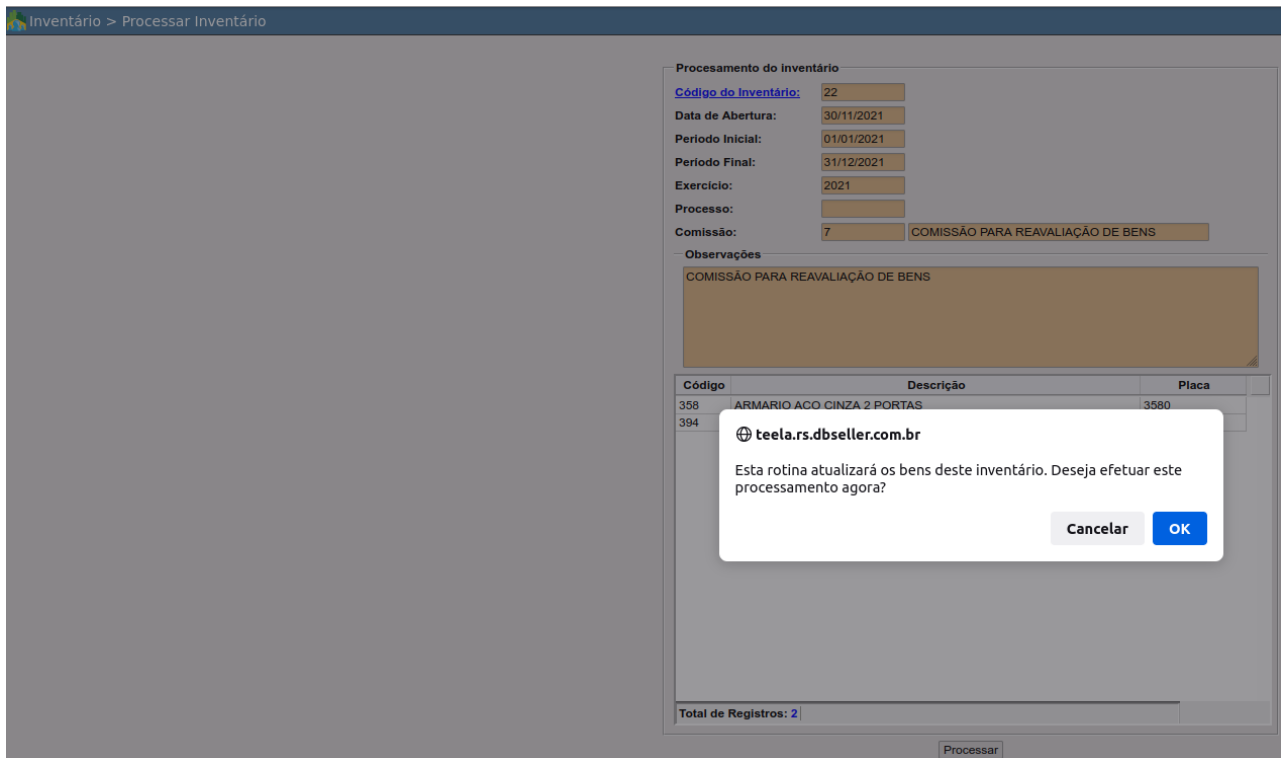 Inventário > Processar Inventário
Procesamento do inventário
Código do Inventário: 22
Data de Abertura: 30/11/2021
Periodo Inicial: 01/01/2021
Período Final: 31/12/2021
Exercício: 2021
Processo:
Comissão: 7 COMISSÃO PARA REAVALIAÇÃO DE BENS
Observações
COMISSÃO PARA REAVALIAÇÃO DE BENS
Código Descrição Placa
358 ARMARIO ACO CINZA 2 PORTAS 3580
394
teela.rs.dbseller.com.br
Esta rotina atualizará os bens deste inventário. Deseja efetuar este
processamento agora?
Cancelar OK
Total de Registros: 2
Processar